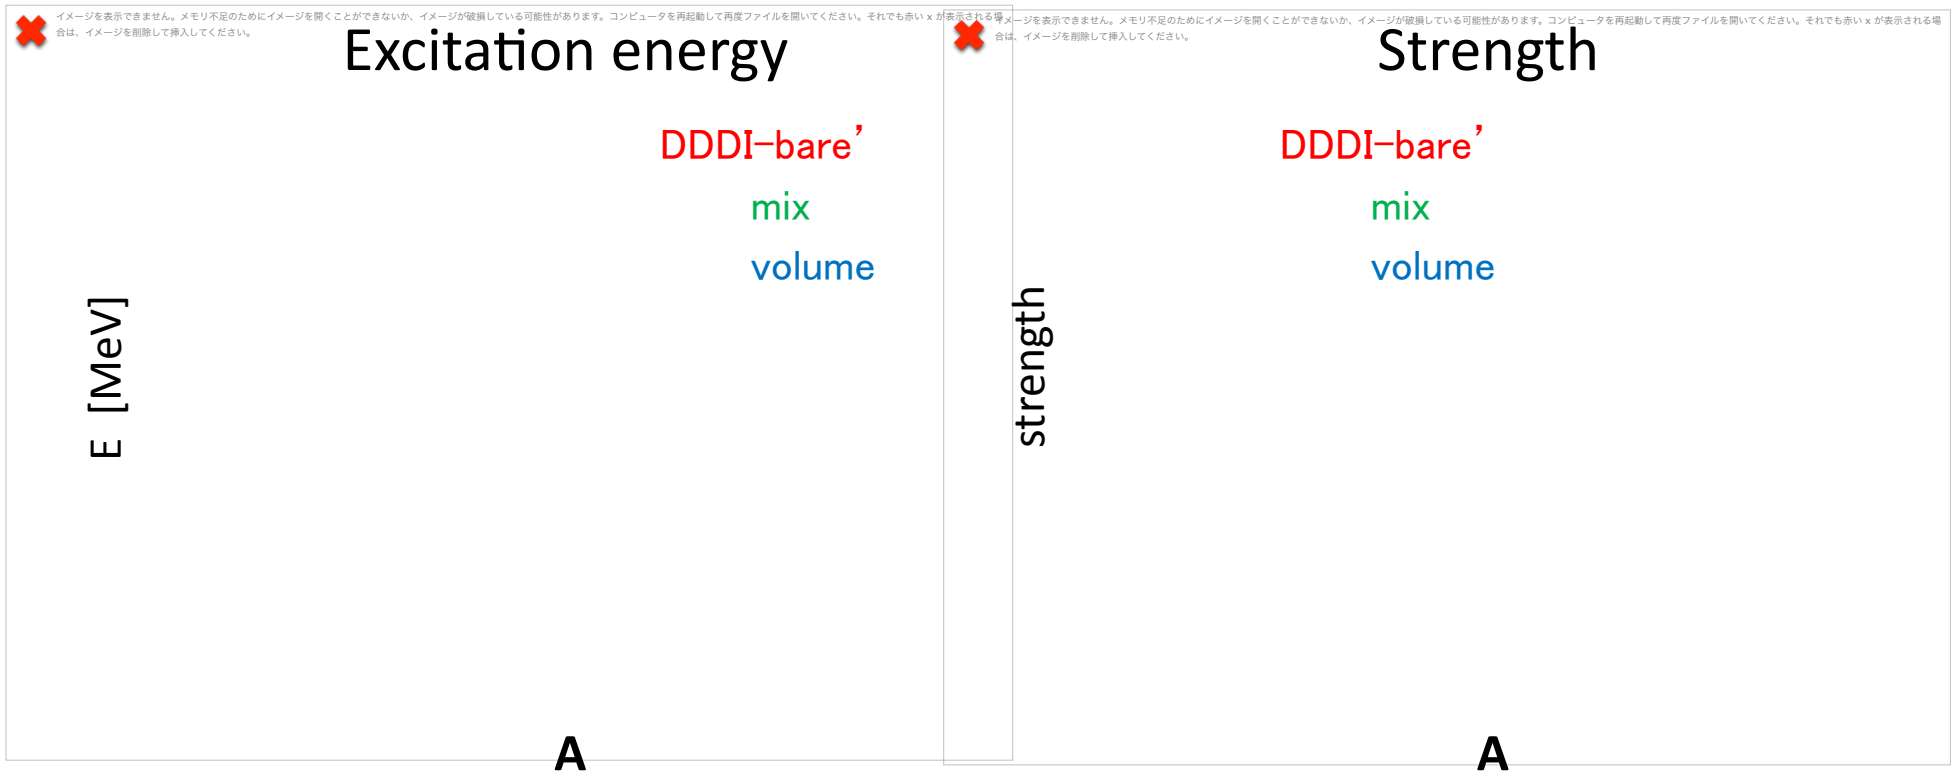 イメージを表示できません。メモリ不足のためにイメージを開くことができないか、イメージが破損している可能性があります。コンピュータを再起動して再度ファイルを開いてください。それでも赤い x が表示される場
合は、イメージを削除して挿入してください。
Excitation energy
DDDI-bare’
mix
volume
E [MeV]
A
イメージを表示できません。メモリ不足のためにイメージを開くことができないか、イメージが破損している可能性があります。コンピュータを再起動して再度ファイルを開いてください。それでも赤い x が表示される場
合は、イメージを削除して挿入してください。
Strength
DDDI-bare’
mix
volume
strength
A